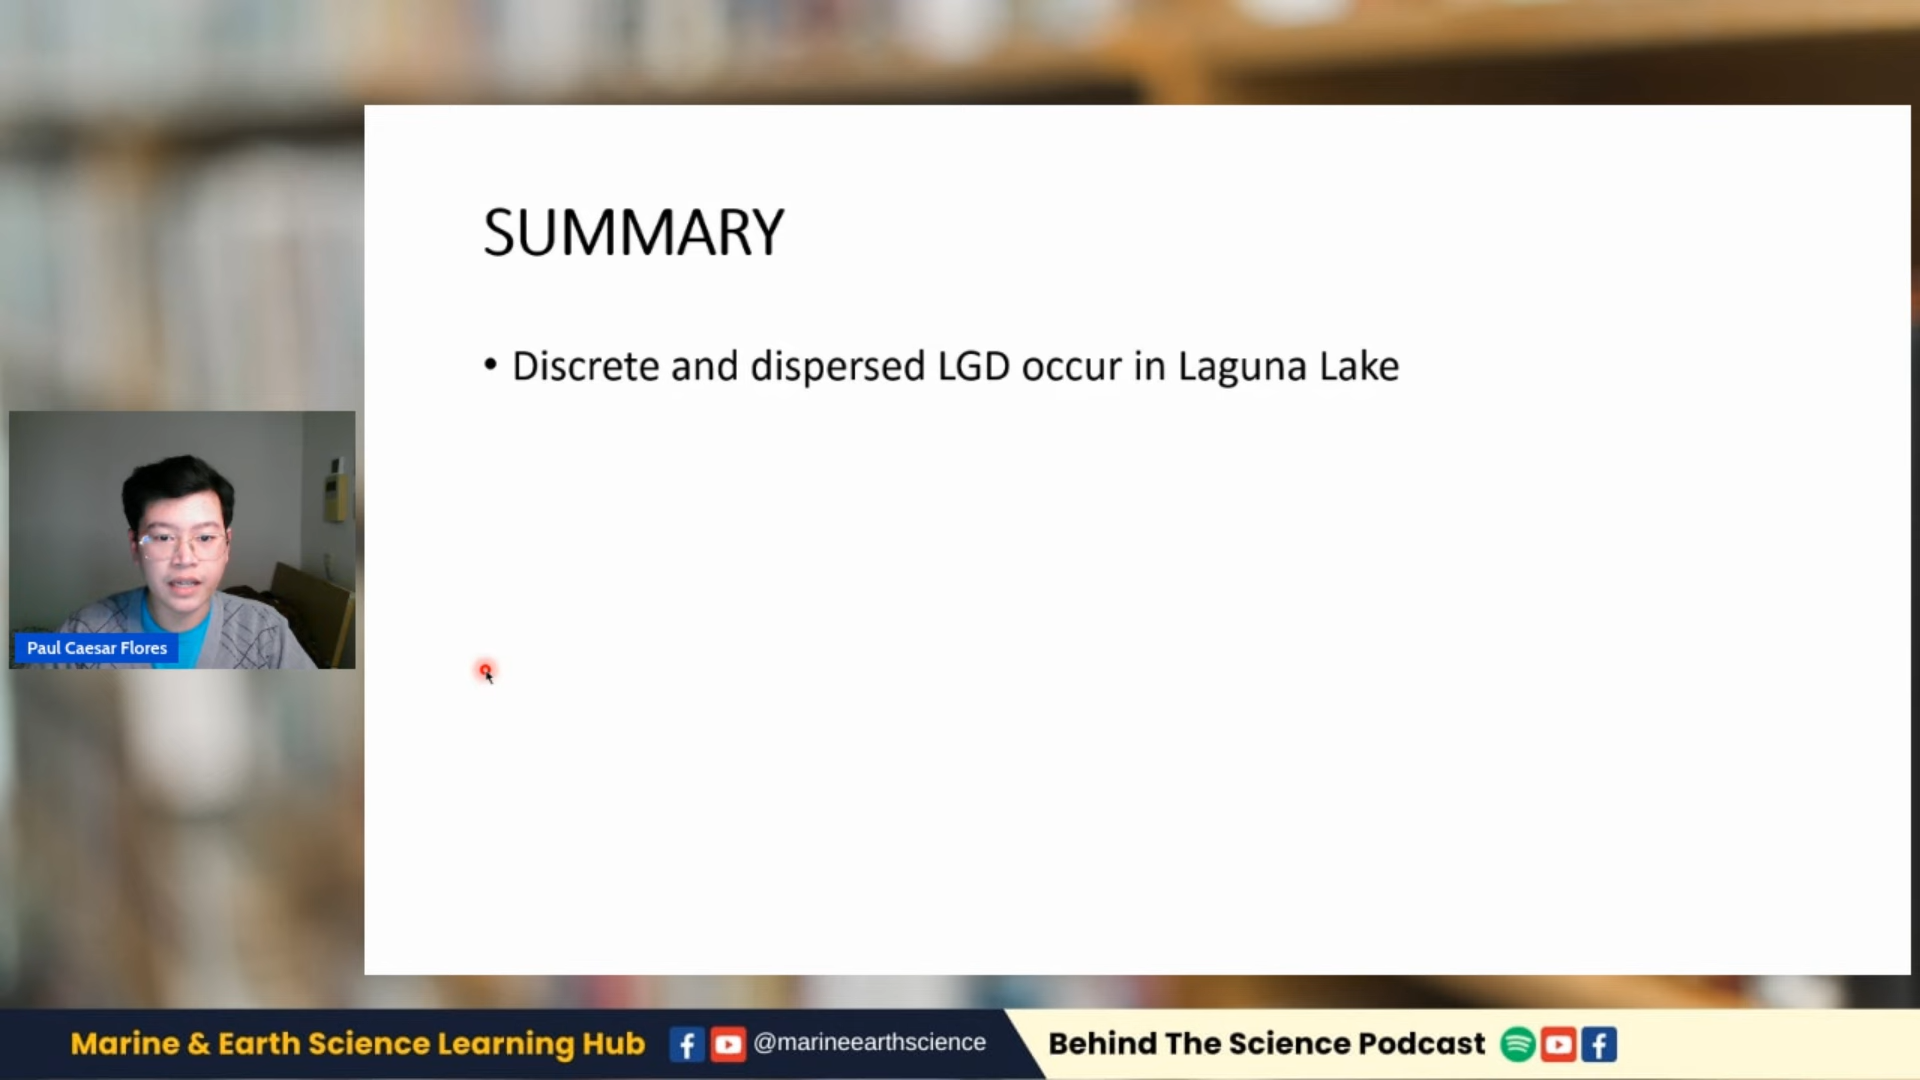 SUMMARY
• Discrete and dispersed LGD occur in Laguna Lake
Paul Caesar Flores
Marine & Earth Science Learning Hub @marineearthscience Behind The Science Podcast